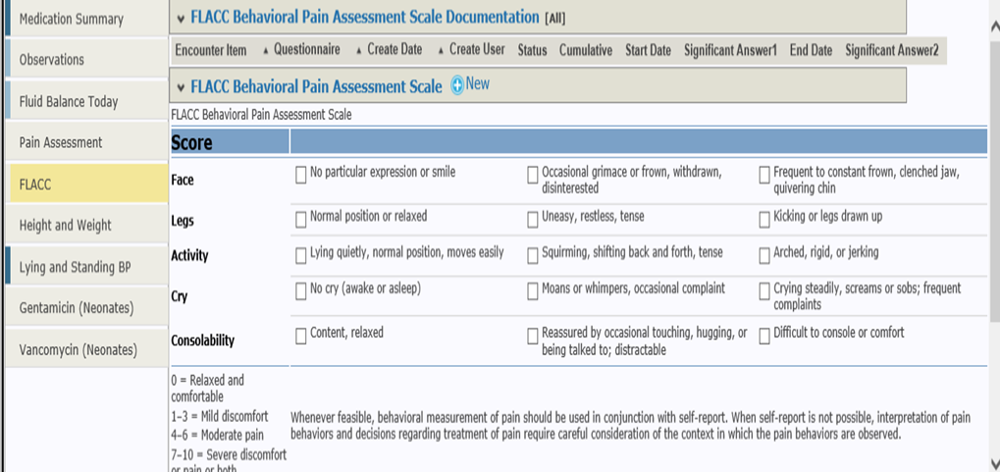 Medication Summary
Observations
Fluid Balance Today
Pain Assessment
FLACC
Height and Weight
Lying and Standing BP
Gentamicin (Neonates)
Vancomycin (Neonates)
FLACC Behavioral Pain Assessment Scale Documentation [All]
Encounter Item Questionnaire Create Date Create User Status Cumulative Start Date Significant Answer1 End Date Significant Answer2
FLACC Behavioral Pain Assessment Scale New
FLACC Behavioral Pain Assessment Scale
Score
Face
No particular expression or smile
Occasional grimace or frown, withdrawn,
disinterested
Frequent to constant frown, clenched jaw,
quivering chin
Legs
Normal position or relaxed
Uneasy, restless, tense
Kicking or legs drawn up
Activity
Lying quietly, normal position, moves easily
Squirming, shifting back and forth, tense
Arched, rigid, or jerking
Cry
No cry (awake or asleep)
Moans or whimpers, occasional complaint
Crying steadily, screams or sobs; frequent
complaints
Consolability
Content, relaxed
Reassured by occasional touching, hugging, or
being talked to; distractable
Difficult to console or comfort
0 = Relaxed and
comfortable
1-3 = Mild discomfort
4-6 = Moderate pain
7-10 = Severe discomfort
or pain or both
Whenever feasible, behavioral measurement of pain should be used in conjunction with self-report. When self-report is not possible, interpretation of pain
behaviors and decisions regarding treatment of pain require careful consideration of the context in which the pain behaviors are observed.